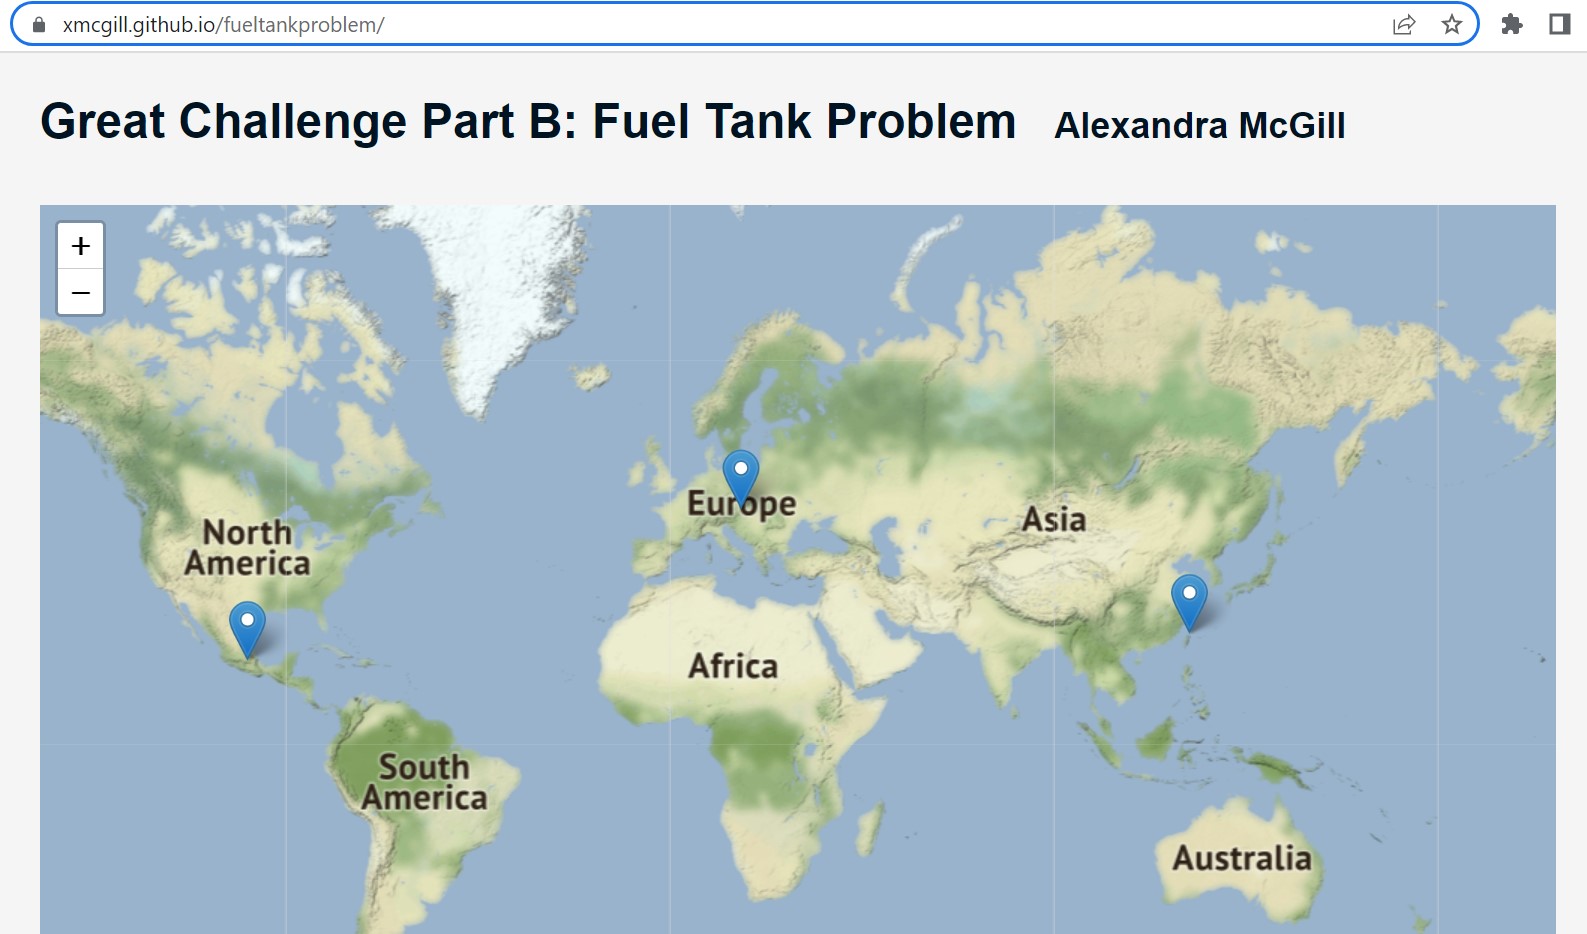 xmcgill.github.io/fueltankproblem/
Great Challenge Part B: Fuel Tank Problem Alexandra McGill
+
−
North
America
Europe
Asia
Africa
South
America
Australia